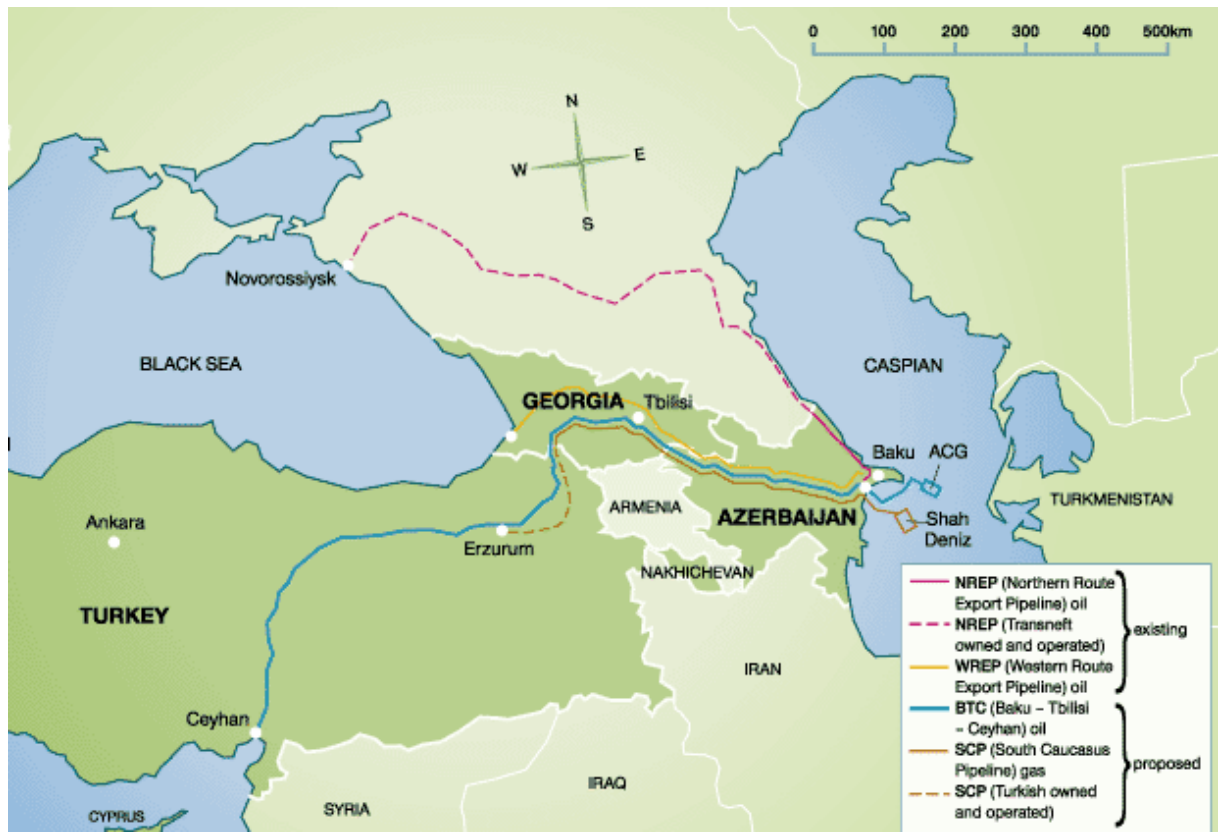 0 100 200 300 400 500km
N
W E
S
Novorossiysk
BLACK SEA
CASPIAN
GEORGIA Tbilisi
Baku ACG
TURKMENISTAN
ARMENIA
AZERBAIJAN
Shah
Deniz
Ankara
Erzurum
NAKHICHEVAN
TURKEY
IRAN
Ceyhan
IRAQ
SYRIA
CYPRUS
NREP (Northern Route
Export Pipeline) oil
NREP (Transneft
owned and operated)
existing
WREP (Western Route
Export Pipeline) oil
BTC (Baku – Tbilisi
– Ceyhan) oil
SCP (South Caucasus
Pipeline) gas
proposed
SCP (Turkish owned
and operated)